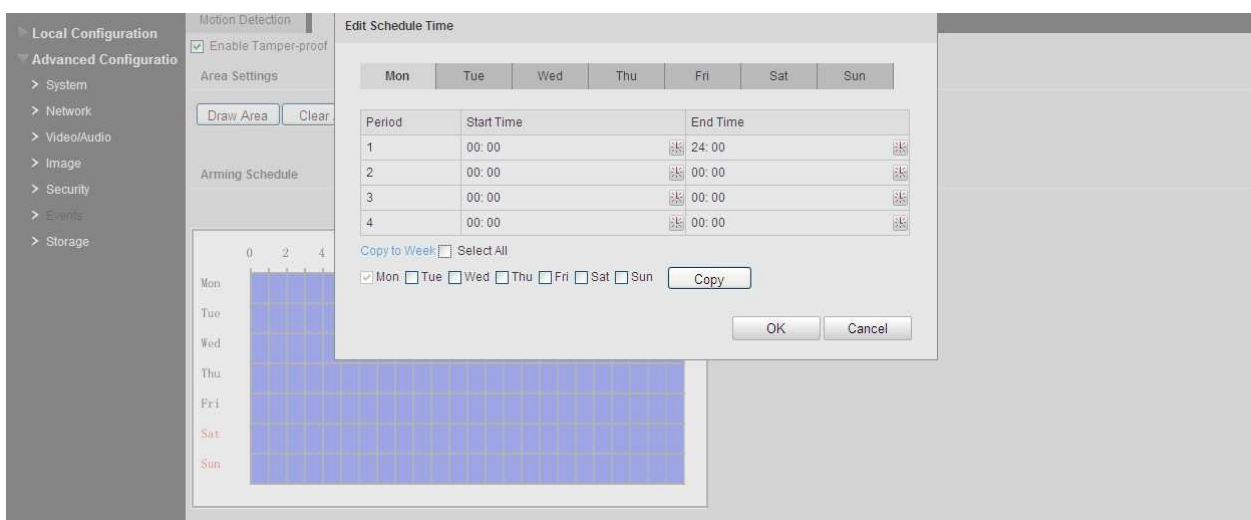 Local Configuration
Advanced Configuratio
> System
> Network
> Video/Audio
> Image
> Security
> Events
> Storage
Motion Detection
Enable Tamper-proof
Area Settings
Draw Area Clear
Arming Schedule
0 2 4
Mon
Tue
Wed
Thu
Fri
Sat
Sun
Edit Schedule Time
Mon Tue Wed Thu Fri Sat Sun
Period Start Time End Time
1 00: 00 24: 00
2 00: 00 00: 00
3 00: 00 00: 00
4 00: 00 00: 00
Copy to Week Select All
Mon Tue Wed Thu Fri Sat Sun Copy
OK Cancel